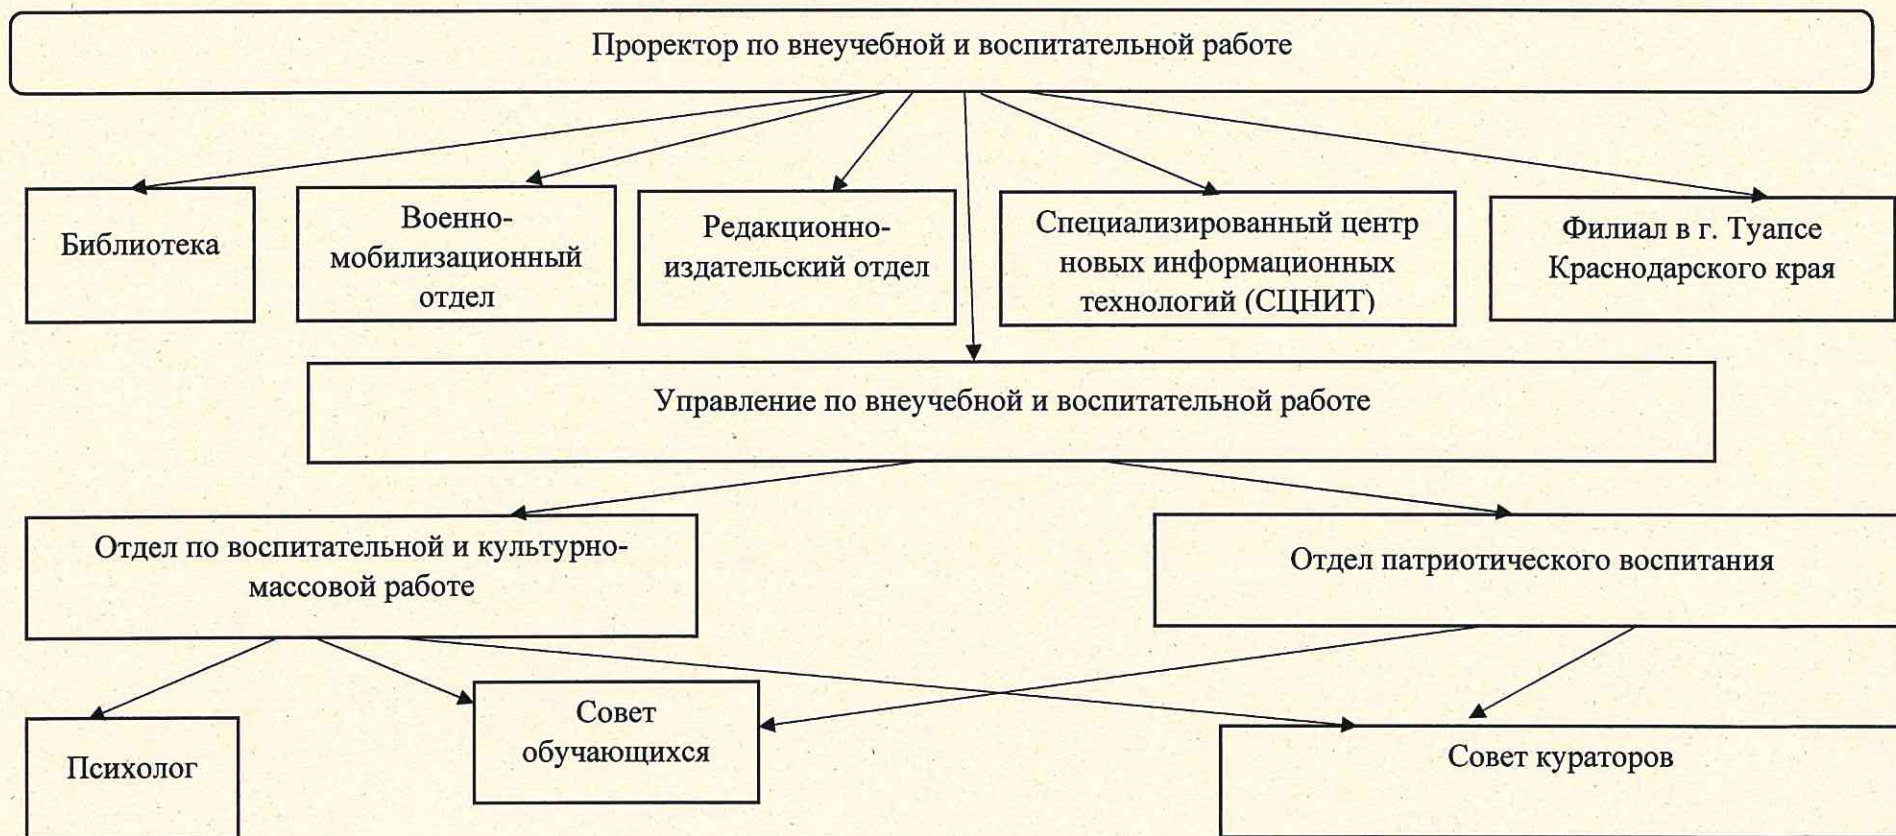 Проректор по внеучебной и воспитательной работе
Библиотека
Военно-
мобилизационный
отдел
Редакционно-
издательский отдел
Специализированный центр
новых информационных
технологий (СЦНИТ)
Филиал в г. Туапсе
Краснодарского края
Управление по внеучебной и воспитательной работе
Отдел по воспитательной и культурно-
массовой работе
Отдел патриотического воспитания
Психолог
Совет
обучающихся
Совет кураторов